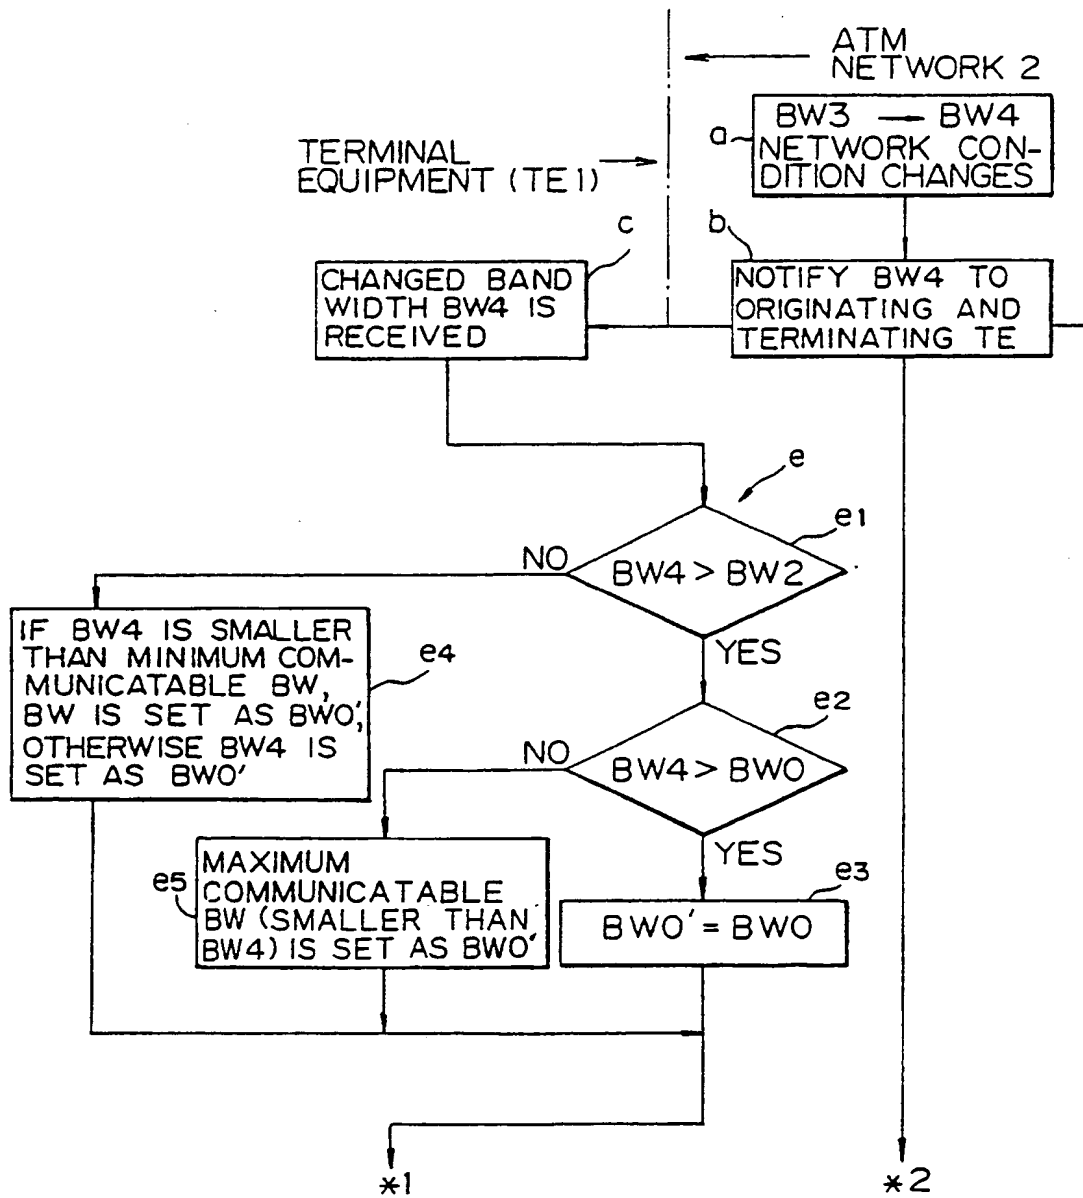 ATM
NETWORK 2
BW3 → BW4
a
NETWORK CON-
DITION CHANGES
TERMINAL
EQUIPMENT (TE1)
c
b
CHANGED BAND
WIDTH BW4 IS
RECEIVED
NOTIFY BW4 TO
ORIGINATING AND
TERMINATING TE
e
e1
NO
BW4 > BW2
YES
IF BW4 IS SMALLER
THAN MINIMUM COM-
MUNICATABLE BW,
BW IS SET AS BWO',
OTHERWISE BW4 IS
SET AS BWO'
e4
e2
NO
BW4 > BWO
YES
e5
MAXIMUM
COMMUNICATABLE
BW (SMALLER THAN
BW4) IS SET AS BWO'
e3
BWO' = BWO
*1
*2